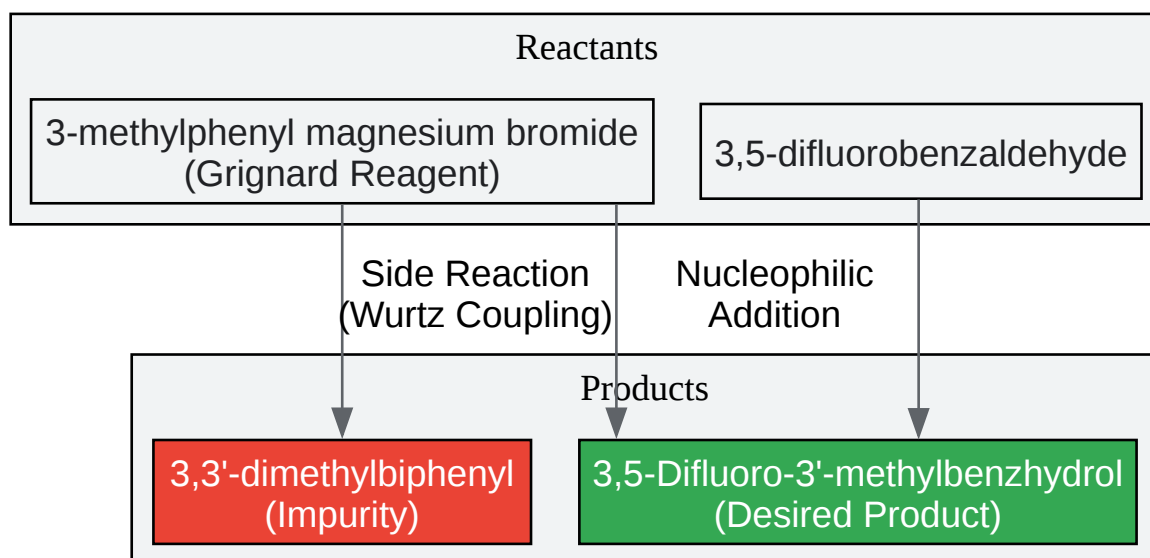 Reactants
3-methylphenyl magnesium bromide
(Grignard Reagent)
3,5-difluorobenzaldehyde
Side Reaction
(Wurtz Coupling)
Nucleophilic
Addition
Products
3,3'-dimethylbiphenyl
(Impurity)
3,5-Difluoro-3'-methylbenzhydrol
(Desired Product)